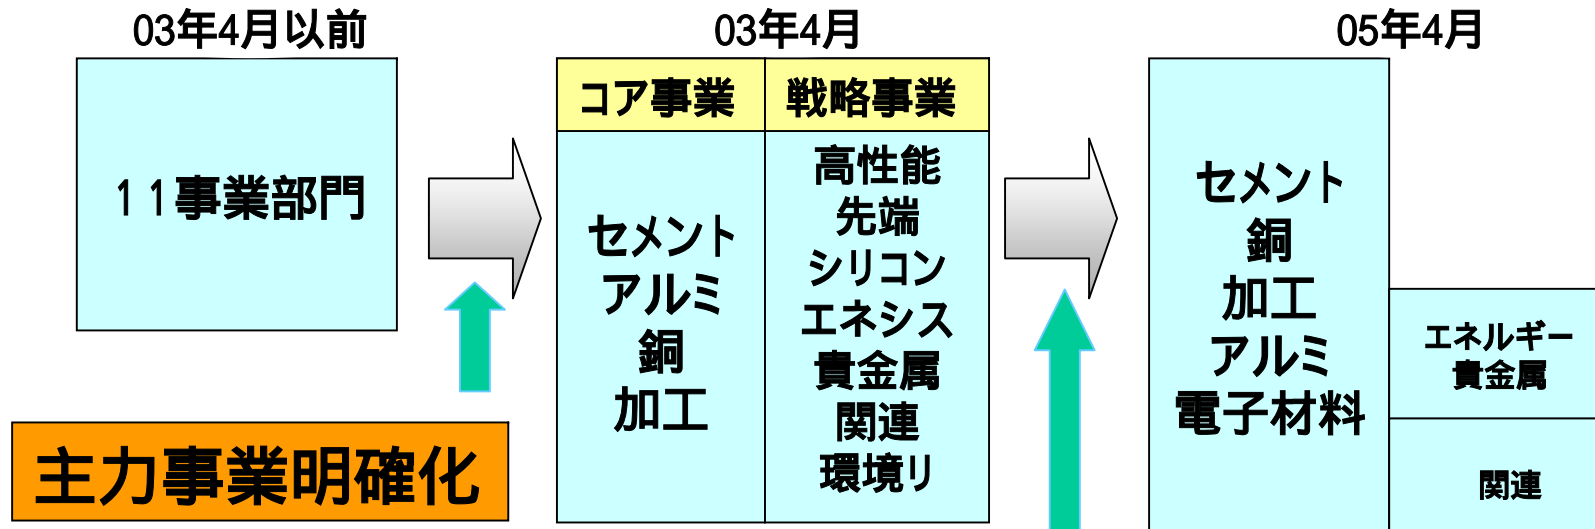 03年4月以前
03年4月
05年4月
11事業部門
コア事業
戦略事業
セメント
アルミ
銅
加工
高性能
先端
シリコン
エネシス
貴金属
関連
環境リ
セメント
銅
加工
アルミ
電子材料
エネルギー
貴金属
関連
主力事業明確化